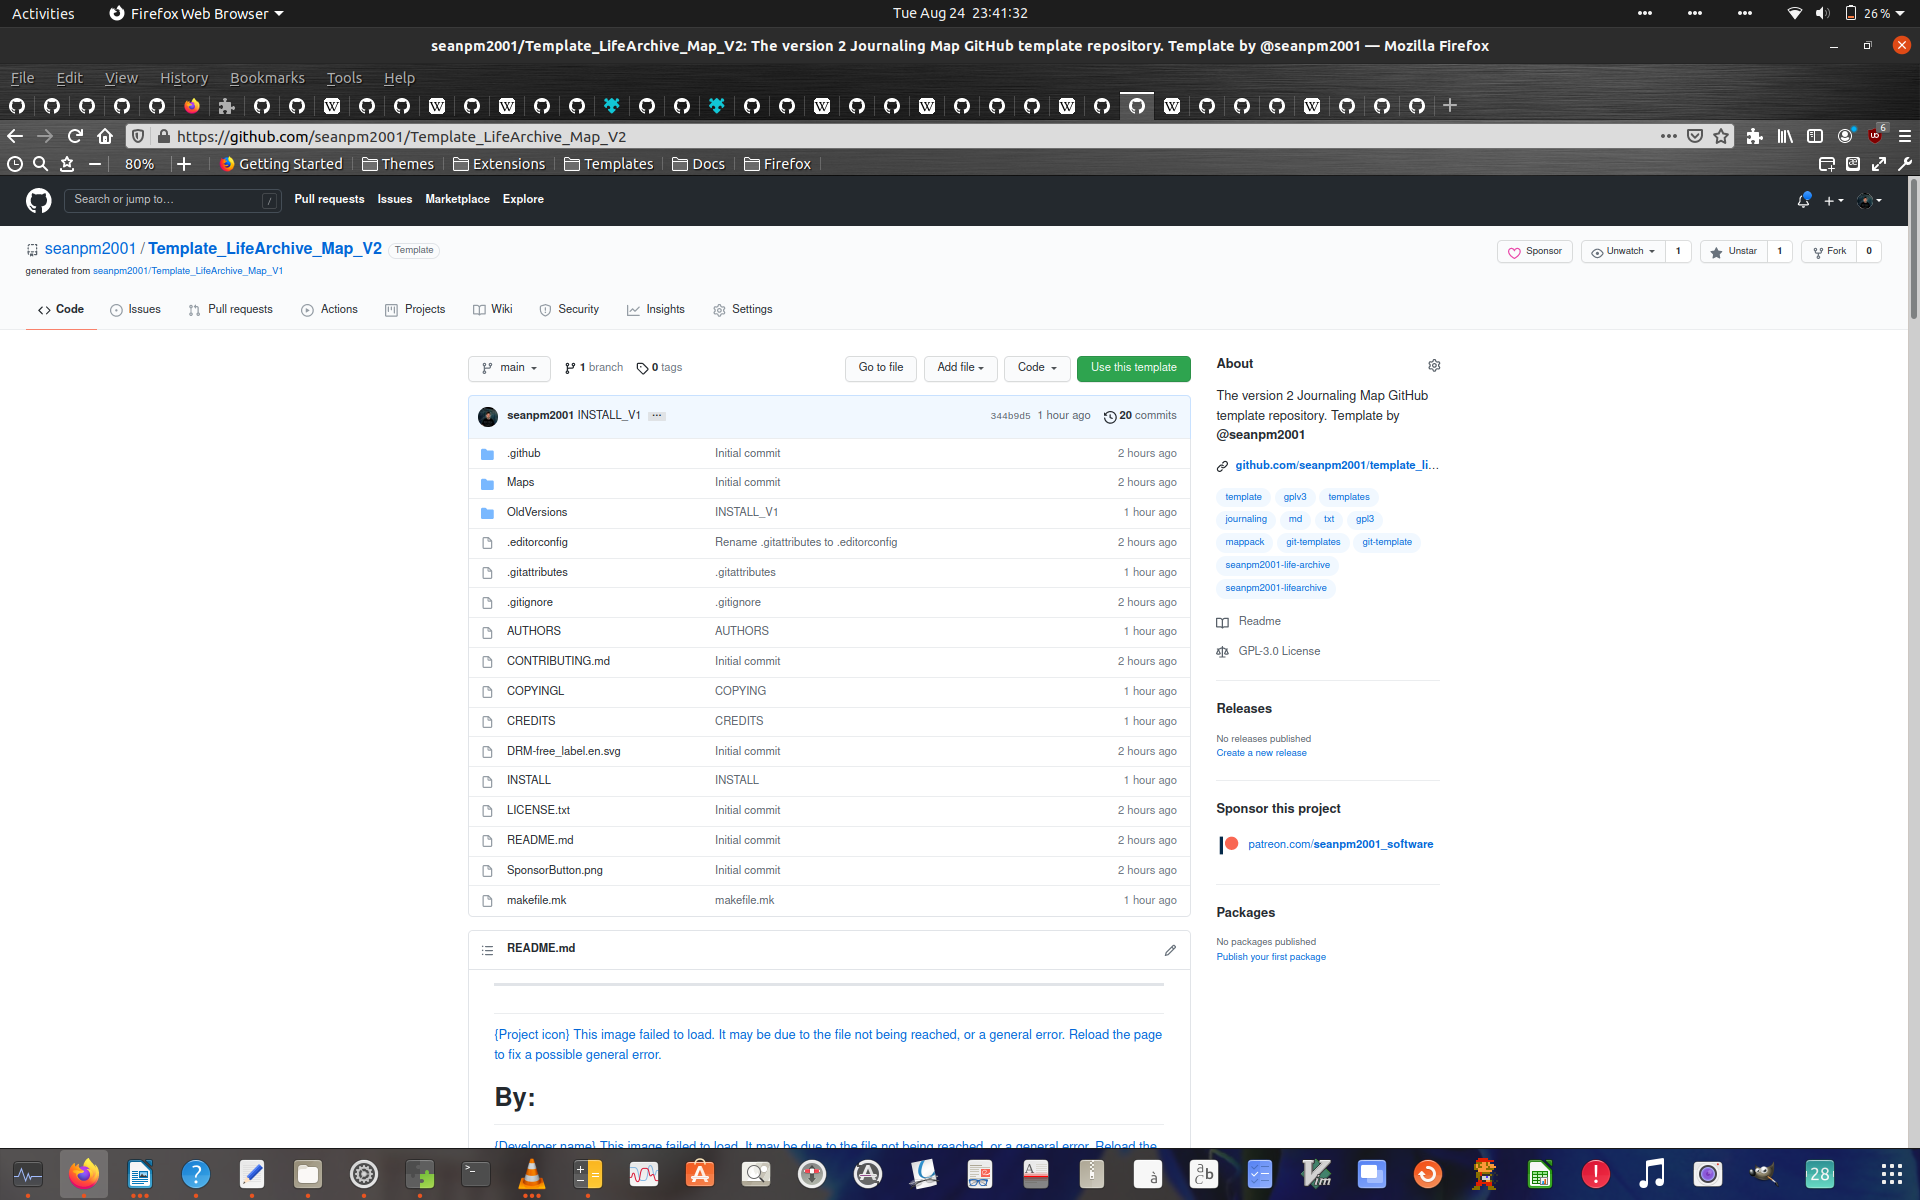 Activities Firefox Web Browser Tue Aug 24 23:41:32 26%
seanpm2001/Template_LifeArchive_Map_V2: The version 2 Journaling Map GitHub template repository. Template by @seanpm2001 — Mozilla Firefox
File Edit View History Bookmarks Tools Help
https://github.com/seanpm2001/Template_LifeArchive_Map_V2 6
80% Getting Started Themes Extensions Templates Docs Firefox
Search or jump to… / Pull requests Issues Marketplace Explore
seanpm2001 / Template_LifeArchive_Map_V2 Template Sponsor Unwatch 1 Unstar 1 Fork 0
generated from seanpm2001/Template_LifeArchive_Map_V1
Code Issues Pull requests Actions Projects Wiki Security Insights Settings
main 1 branch 0 tags Go to file Add file Code Use this template
seanpm2001 INSTALL_V1 ... 344b9d5 1 hour ago 20 commits
.github Initial commit 2 hours ago
Maps Initial commit 2 hours ago
OldVersions INSTALL_V1 1 hour ago
.editorconfig Rename .gitattributes to .editorconfig 2 hours ago
.gitattributes .gitattributes 1 hour ago
.gitignore .gitignore 2 hours ago
AUTHORS AUTHORS 1 hour ago
CONTRIBUTING.md Initial commit 2 hours ago
COPYINGL COPYING 1 hour ago
CREDITS CREDITS 1 hour ago
DRM-free_label.en.svg Initial commit 2 hours ago
INSTALL INSTALL 1 hour ago
LICENSE.txt Initial commit 2 hours ago
README.md Initial commit 2 hours ago
SponsorButton.png Initial commit 2 hours ago
makefile.mk makefile.mk 1 hour ago
README.md
{Project icon} This image failed to load. It may be due to the file not being reached, or a general error. Reload the page
to fix a possible general error.
By:
{Developer name} This image failed to load. It may be due to the file not being reached, or a general error. Reload the
About
The version 2 Journaling Map GitHub
template repository. Template by
@seanpm2001
github.com/seanpm2001/template_li…
template gplv3 templates
journaling md txt gpl3
mappack git-templates git-template
seanpm2001-life-archive
seanpm2001-lifearchive
Readme
GPL-3.0 License
Releases
No releases published
Create a new release
Sponsor this project
patreon.com/seanpm2001_software
Packages
No packages published
Publish your first package
28